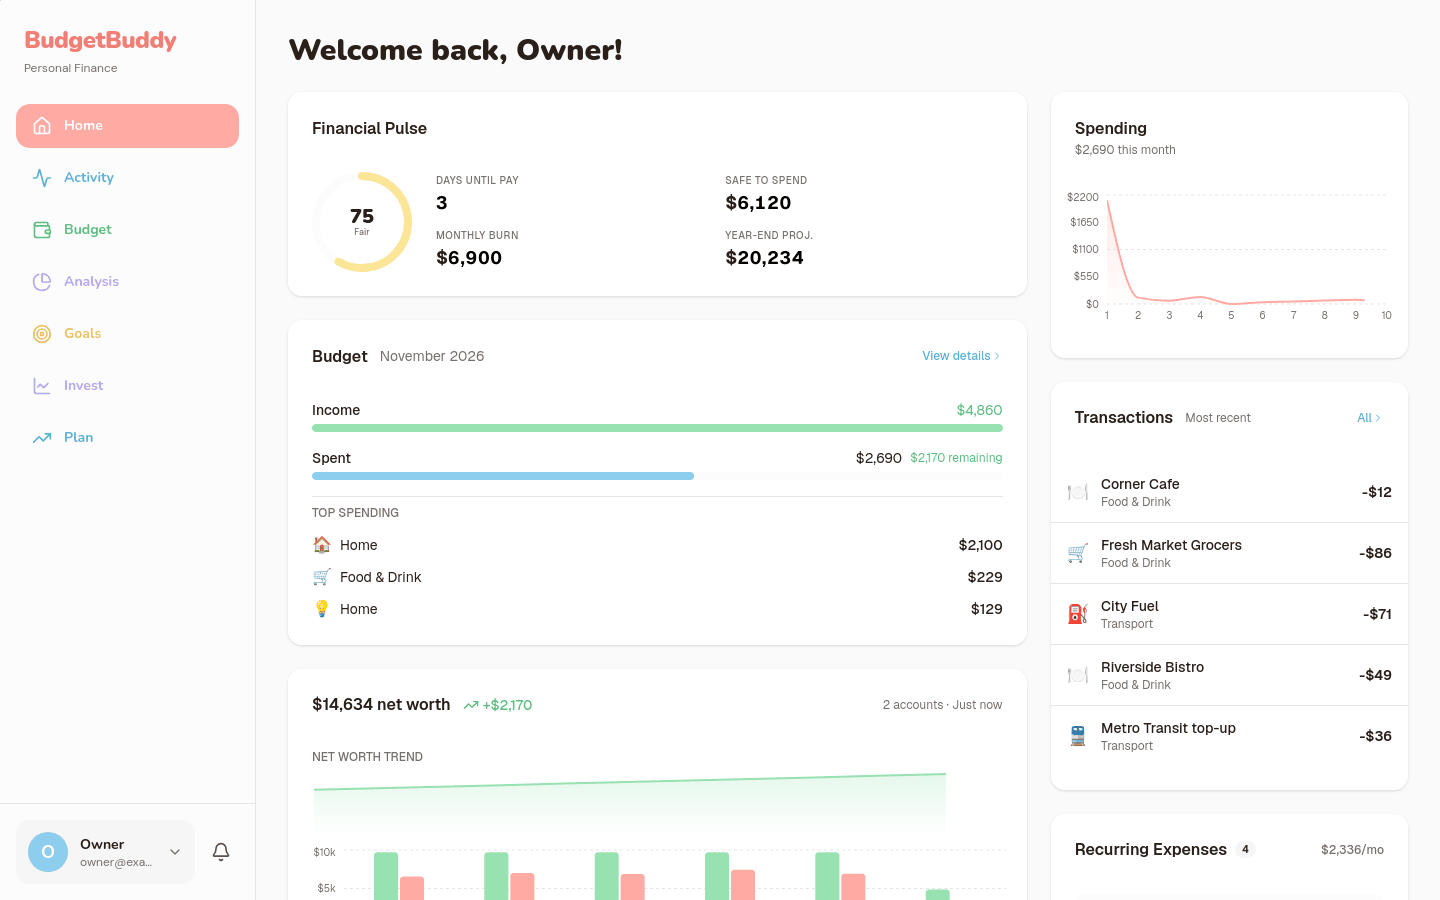 BudgetBuddy
Personal Finance
Home
Activity
Budget
Analysis
Goals
Invest
Plan
O
Owner
owner@exa...
Welcome back, Owner!
Financial Pulse
75
Fair
DAYS UNTIL PAY
3
SAFE TO SPEND
$6,120
MONTHLY BURN
$6,900
YEAR-END PROJ.
$20,234
Budget November 2026
View details
Income $4,860
Spent $2,690 $2,170 remaining
TOP SPENDING
Home $2,100
Food & Drink $229
Home $129
$14,634 net worth +$2,170
2 accounts · Just now
NET WORTH TREND
$10k
$5k
Spending
$2,690 this month
$2200
$1650
$1100
$550
$0
1 2 3 4 5 6 7 8 9 10
Transactions Most recent
All
Corner Cafe
Food & Drink
-$12
Fresh Market Grocers
Food & Drink
-$86
City Fuel
Transport
-$71
Riverside Bistro
Food & Drink
-$49
Metro Transit top-up
Transport
-$36
Recurring Expenses 4
$2,336/mo